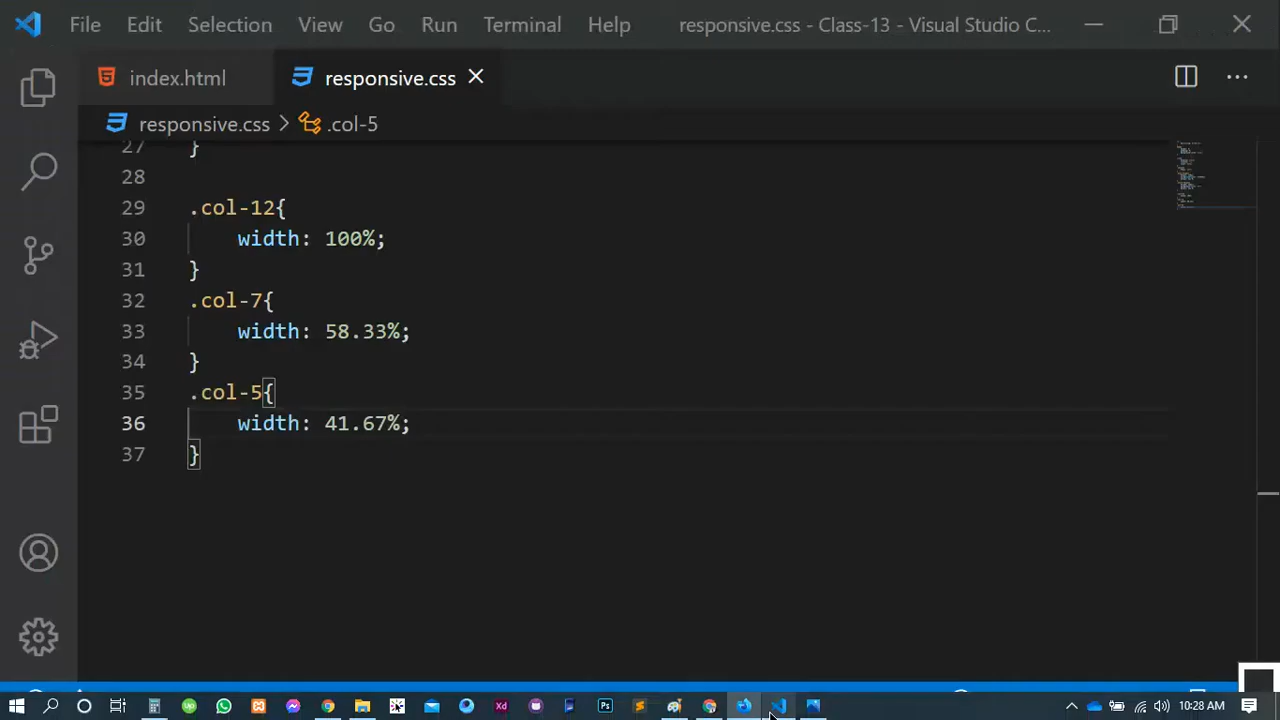 File Edit Selection View Go Run Terminal Help responsive.css - Class-13 - Visual Studio C...
index.html responsive.css
responsive.css > .col-5
27 }
28
29 .col-12{
30 width: 100%;
31 }
32 .col-7{
33 width: 58.33%;
34 }
35 .col-5{
36 width: 41.67%;
37 }
10:28 AM